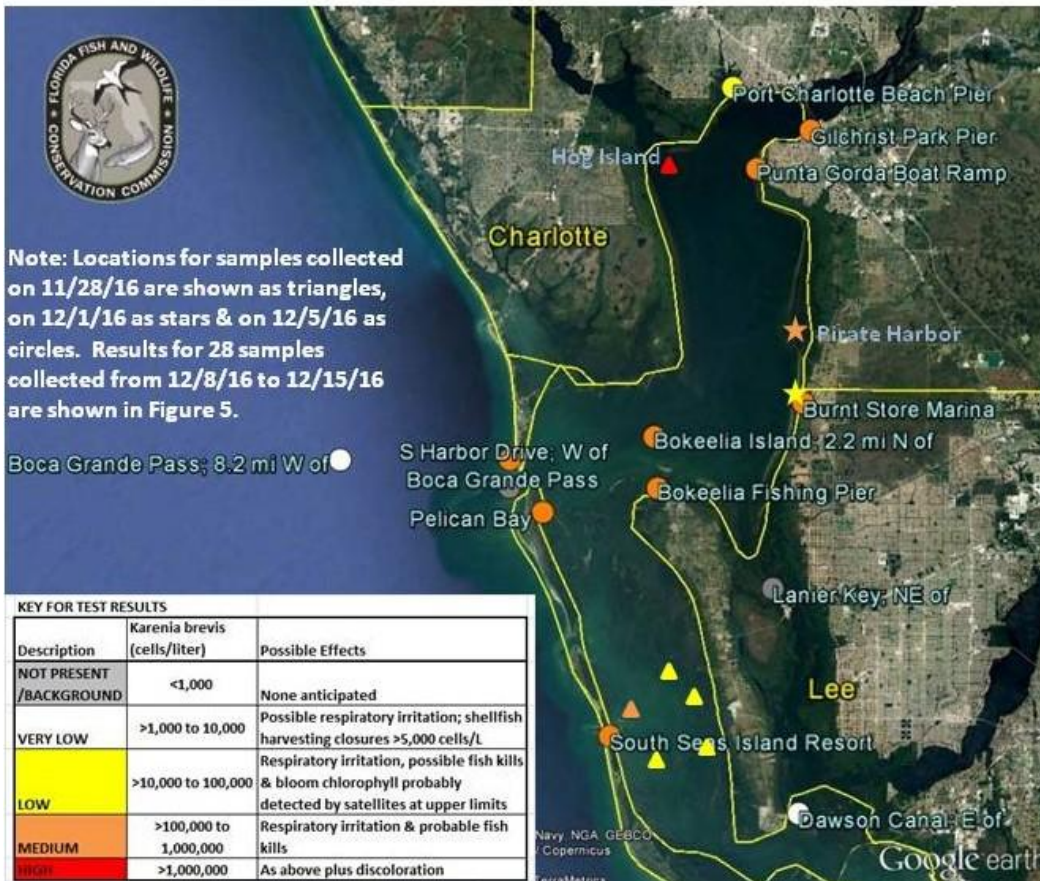 FLORIDA FISH AND WILDLIFE
CONSERVATION COMMISSION
Port Charlotte Beach Pier
Gilchrist Park Pier
Hog Island
Punta Gorda Boat Ramp
Charlotte
Note: Locations for samples collected
on 11/28/16 are shown as triangles,
on 12/1/16 as stars & on 12/5/16 as
circles. Results for 28 samples
collected from 12/8/16 to 12/15/16
are shown in Figure 5.
Pirate Harbor
Burnt Store Marina
Bokeelia Island; 2.2 mi N of
S Harbor Drive; W of
Boca Grande Pass; 8.2 mi W of
Boca Grande Pass
Bokeelia Fishing Pier
Pelican Bay
Lanier Key; NE of
Lee
South Seas Island Resort
Dawson Canal; E of
KEY FOR TEST RESULTS
Description Karenia brevis (cells/liter) Possible Effects
NOT PRESENT /BACKGROUND <1,000 None anticipated
VERY LOW >1,000 to 10,000 Possible respiratory irritation; shellfish harvesting closures >5,000 cells/L
LOW >10,000 to 100,000 Respiratory irritation, possible fish kills & bloom chlorophyll probably detected by satellites at upper limits
MEDIUM >100,000 to 1,000,000 Respiratory irritation & probable fish kills
HIGH >1,000,000 As above plus discoloration
Navy, NGA, GEBCO
/ Copernicus
Google earth